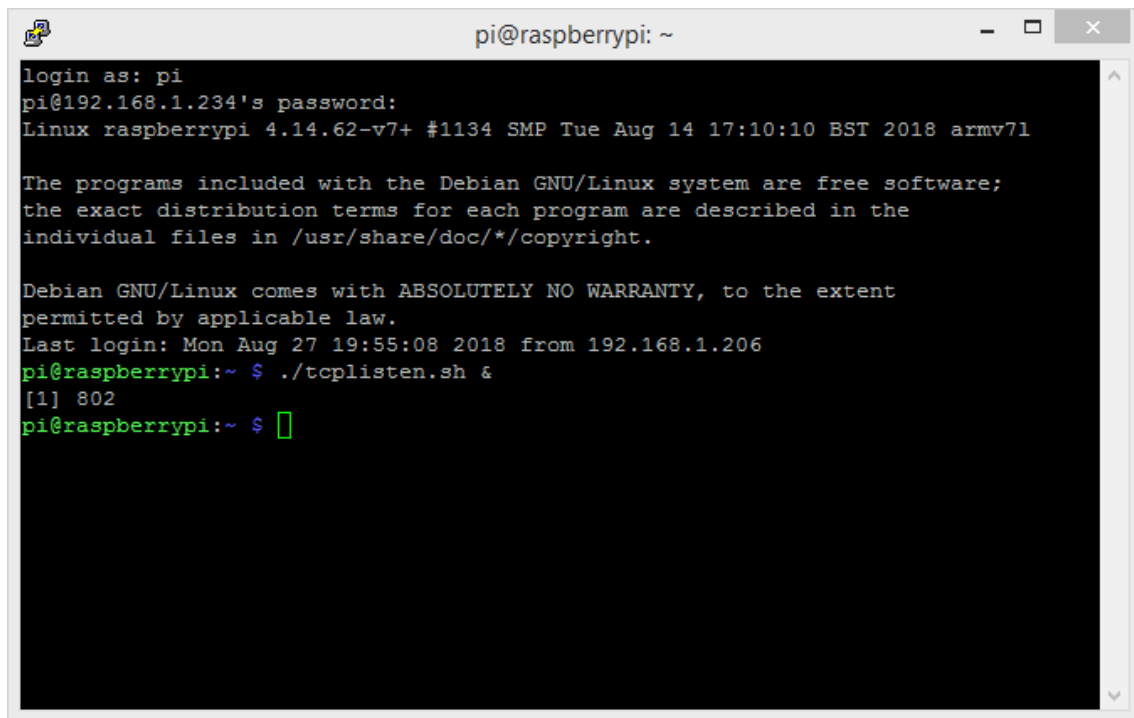 pi@raspberrypi: ~
login as: pi
pi@192.168.1.234's password:
Linux raspberrypi 4.14.62-v7+ #1134 SMP Tue Aug 14 17:10:10 BST 2018 armv7l
The programs included with the Debian GNU/Linux system are free software;
the exact distribution terms for each program are described in the
individual files in /usr/share/doc/*/copyright.
Debian GNU/Linux comes with ABSOLUTELY NO WARRANTY, to the extent
permitted by applicable law.
Last login: Mon Aug 27 19:55:08 2018 from 192.168.1.206
pi@raspberrypi:~ $ ./tcplisten.sh &
[1] 802
pi@raspberrypi:~ $